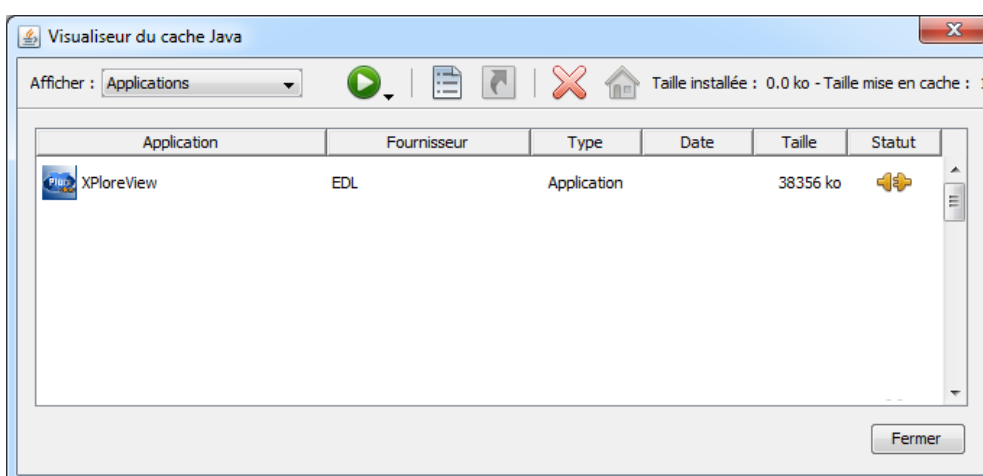 Visualiseur du cache Java
Afficher : Applications Taille installée : 0.0 ko - Taille mise en cache :
Application Fournisseur Type Date Taille Statut
XPloreView EDL Application 38356 ko
Fermer